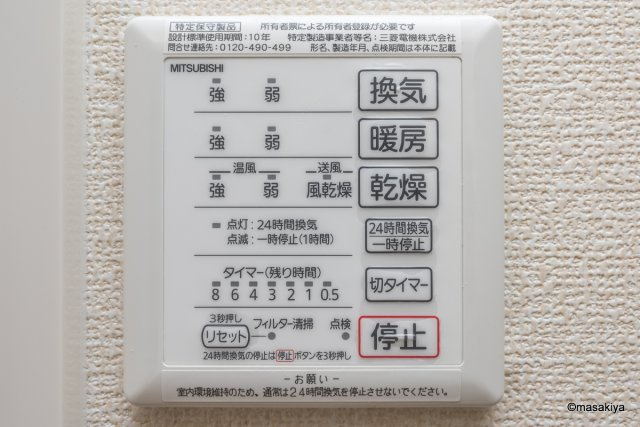 特定保守製品 所有者票による所有者登録が必要です
設計標準使用期間:10年 特定製造事業者等名:三菱電機株式会社
問合せ連絡先:0120-490-499 形名、製造年月、点検期間は本体に記載
MITSUBISHI
強 弱 換気
強 弱 暖房
温風 送風
強 弱 風乾燥 乾燥
点灯:24時間換気
点滅:一時停止(1時間)
24時間換気
一時停止
タイマー(残り時間)
8 6 4 3 2 1 0.5
切タイマー
3秒押し
リセット フィルター清掃 点検
停止
24時間換気の停止は停止ボタンを3秒押し
-お願い-
室内環境維持のため、通常は24時間換気を停止させないでください。
©masakiya